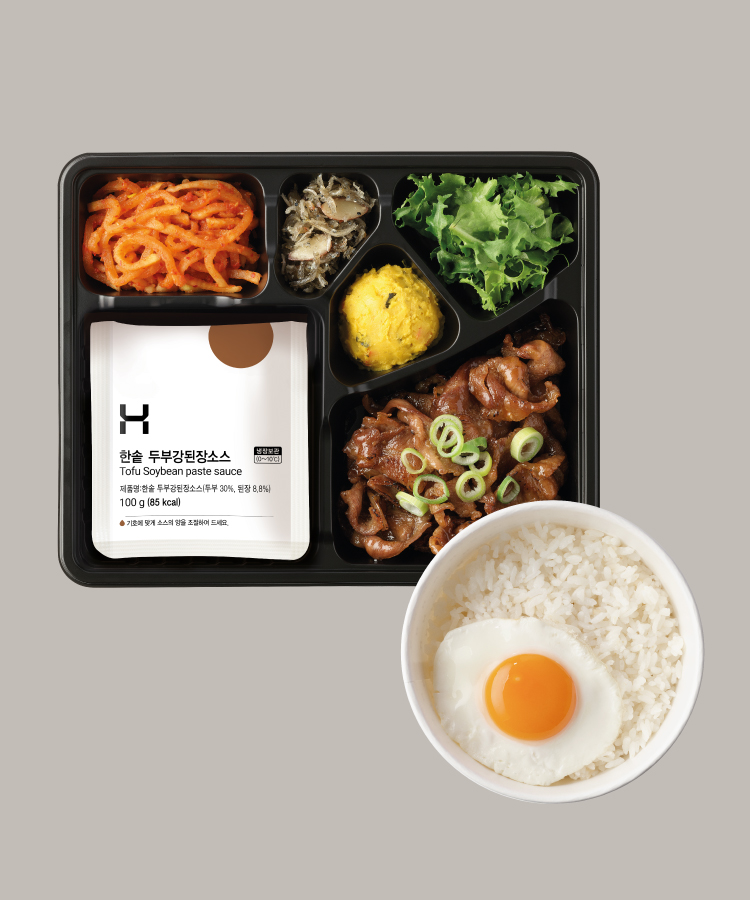 H
한솥 두부강된장소스
냉장보관
(0~10℃)
Tofu Soybean paste sauce
제품명:한솥 두부강된장소스(두부 30%, 된장 8.8%)
100 g (85 kcal)
기호에 맞게 소스의 양을 조절하여 드세요.